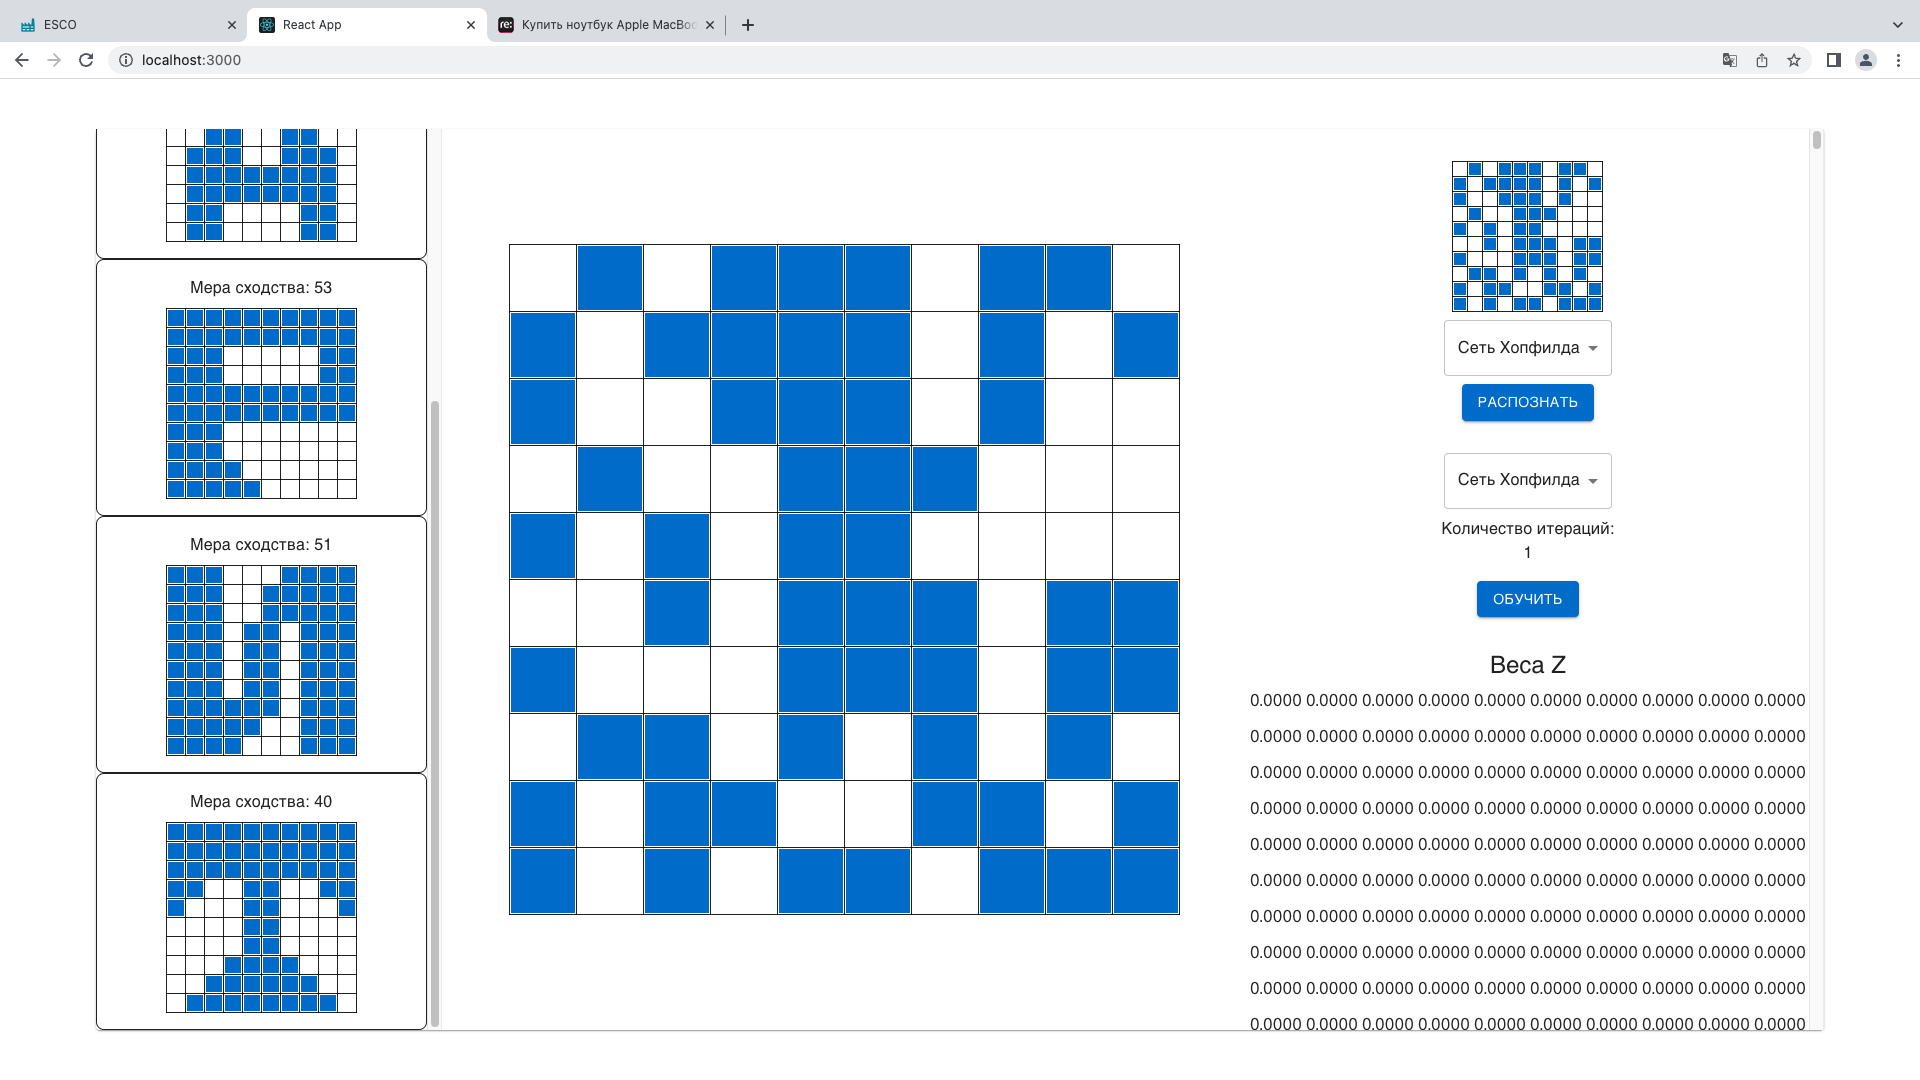 ESCO
React App
Купить ноутбук Apple MacBo
localhost:3000
Мера сходства: 53
Мера сходства: 51
Мера сходства: 40
Сеть Хопфилда
РАСПОЗНАТЬ
Сеть Хопфилда
Количество итераций:
1
ОБУЧИТЬ
Веса Z
0.0000 0.0000 0.0000 0.0000 0.0000 0.0000 0.0000 0.0000 0.0000 0.0000
0.0000 0.0000 0.0000 0.0000 0.0000 0.0000 0.0000 0.0000 0.0000 0.0000
0.0000 0.0000 0.0000 0.0000 0.0000 0.0000 0.0000 0.0000 0.0000 0.0000
0.0000 0.0000 0.0000 0.0000 0.0000 0.0000 0.0000 0.0000 0.0000 0.0000
0.0000 0.0000 0.0000 0.0000 0.0000 0.0000 0.0000 0.0000 0.0000 0.0000
0.0000 0.0000 0.0000 0.0000 0.0000 0.0000 0.0000 0.0000 0.0000 0.0000
0.0000 0.0000 0.0000 0.0000 0.0000 0.0000 0.0000 0.0000 0.0000 0.0000
0.0000 0.0000 0.0000 0.0000 0.0000 0.0000 0.0000 0.0000 0.0000 0.0000
0.0000 0.0000 0.0000 0.0000 0.0000 0.0000 0.0000 0.0000 0.0000 0.0000
0.0000 0.0000 0.0000 0.0000 0.0000 0.0000 0.0000 0.0000 0.0000 0.0000